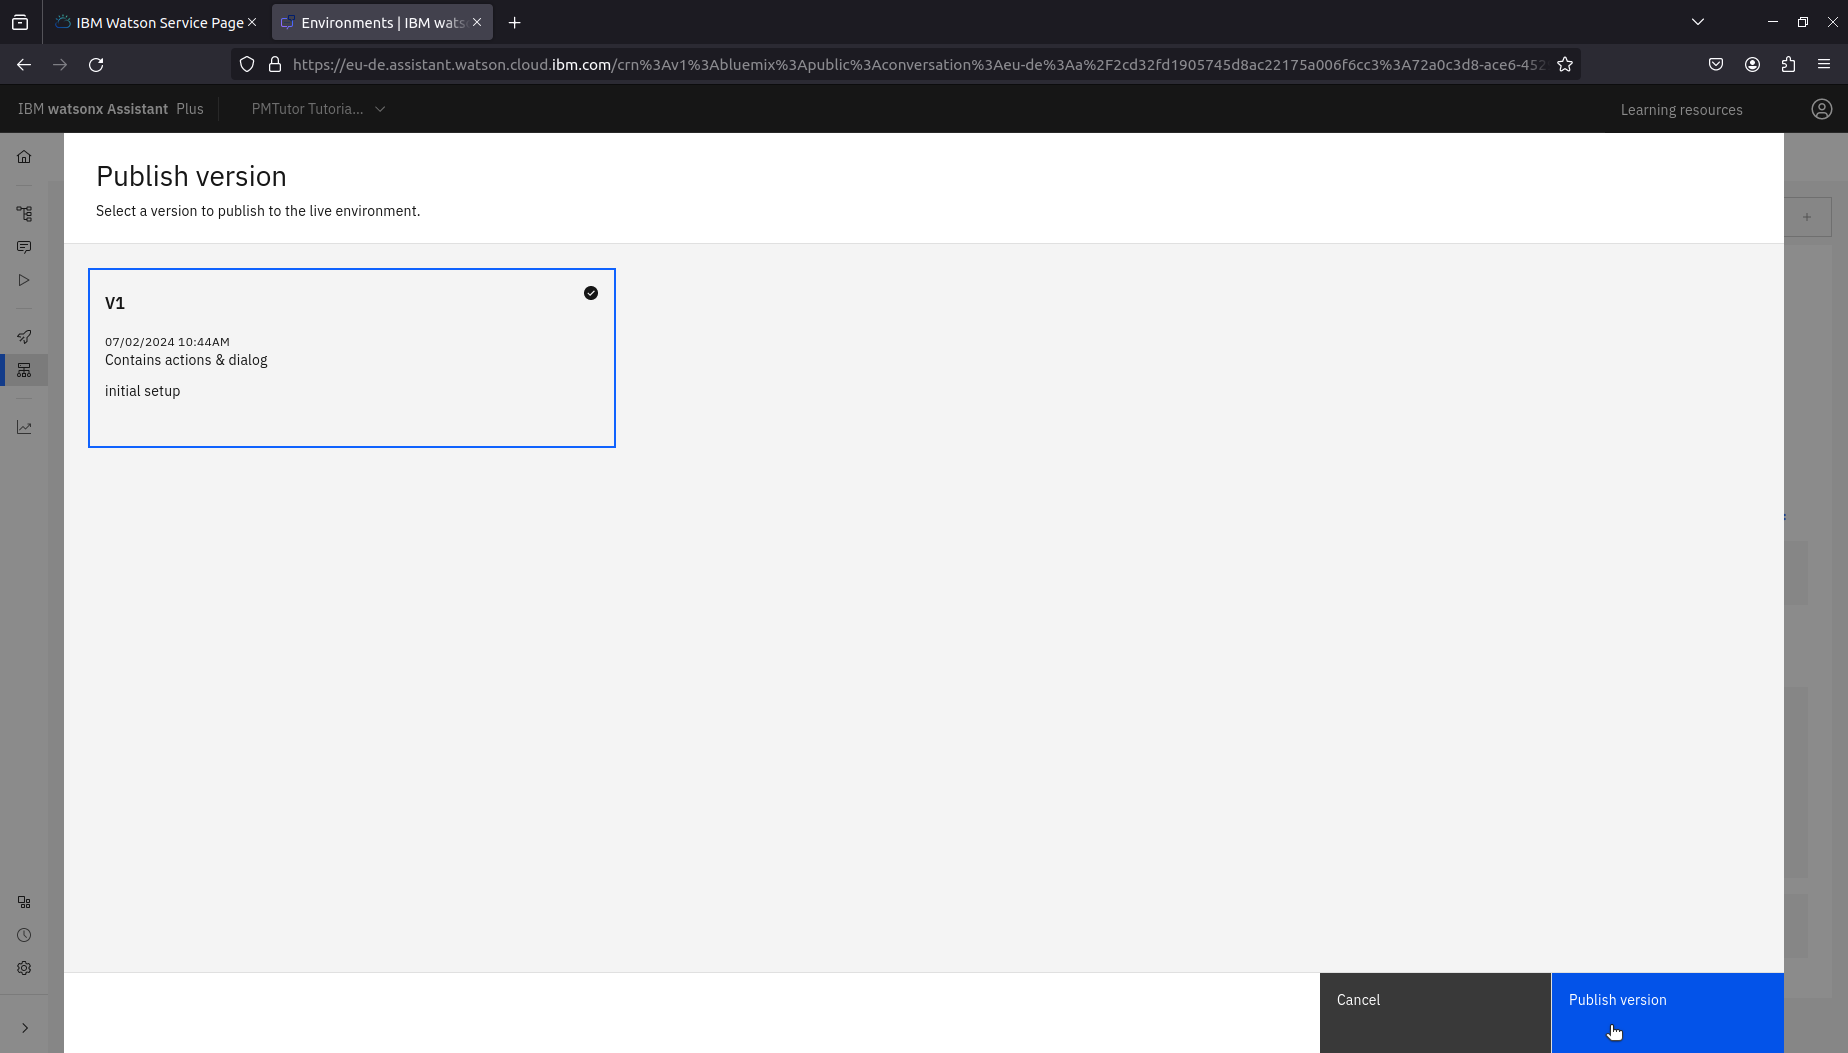 IBM Watson Service Page
Environments | IBM wats
https://eu-de.assistant.watson.cloud.ibm.com/crn%3Av1%3Abluemix%3Apublic%3Aconversation%3Aeu-de%3Aa%2F2cd32fd1905745d8ac22175a006f6cc3%3A72a0c3d8-ace6-452
IBM watsonx Assistant Plus
PMTutor Tutoria...
Learning resources
Publish version
Select a version to publish to the live environment.
V1
07/02/2024 10:44AM
Contains actions & dialog
initial setup
Cancel
Publish version